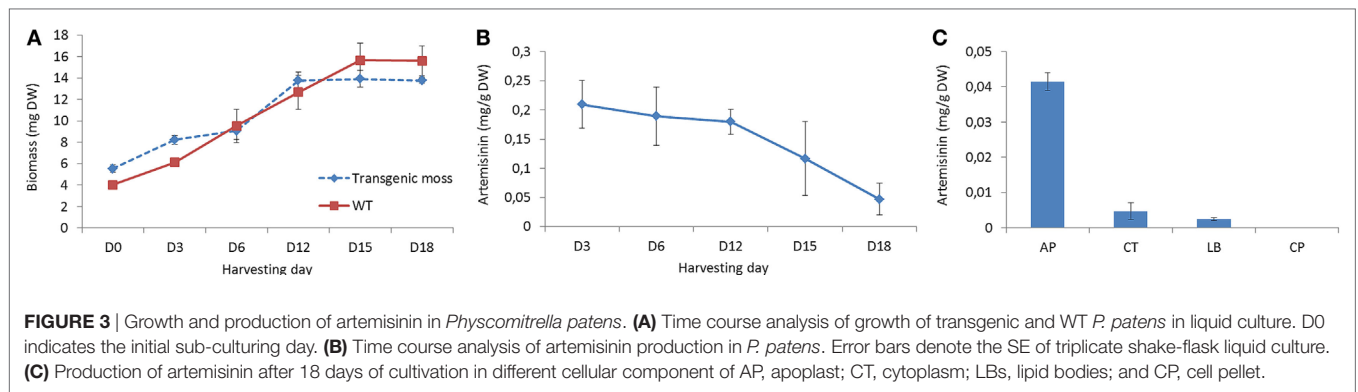 A
Biomass (mg DW)
18
16
14
12
10
8
6
4
2
0
D0 D3 D6 D12 D15 D18
Harvesting day
Transgenic moss
WT
B
Artemisinin (mg/g DW)
0,3
0,25
0,2
0,15
0,1
0,05
0
D3 D6 D12 D15 D18
Harvesting day
C
Artemisinin (mg/g DW)
0,05
0,04
0,03
0,02
0,01
0,00
AP CT LB CP
FIGURE 3 | Growth and production of artemisinin in Physcomitrella patens. (A) Time course analysis of growth of transgenic and WT P. patens in liquid culture. D0
indicates the initial sub-culturing day. (B) Time course analysis of artemisinin production in P. patens. Error bars denote the SE of triplicate shake-flask liquid culture.
(C) Production of artemisinin after 18 days of cultivation in different cellular component of AP, apoplast; CT, cytoplasm; LBs, lipid bodies; and CP, cell pellet.